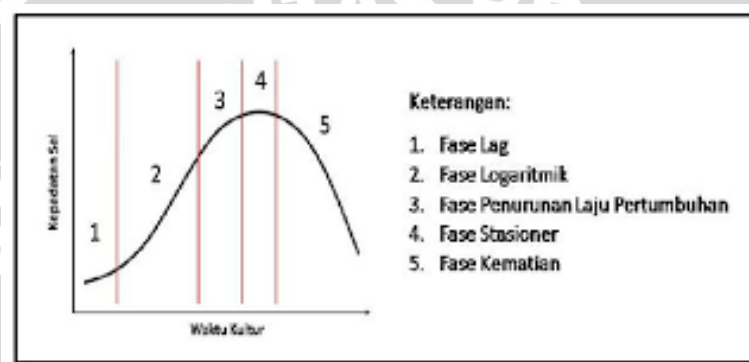 Kepadatan Sel
1
2
3
4
5
Waktu Kultur
Keterangan:
1. Fase Lag
2. Fase Logaritmik
3. Fase Penurunan Laju Pertumbuhan
4. Fase Stasioner
5. Fase Kematian